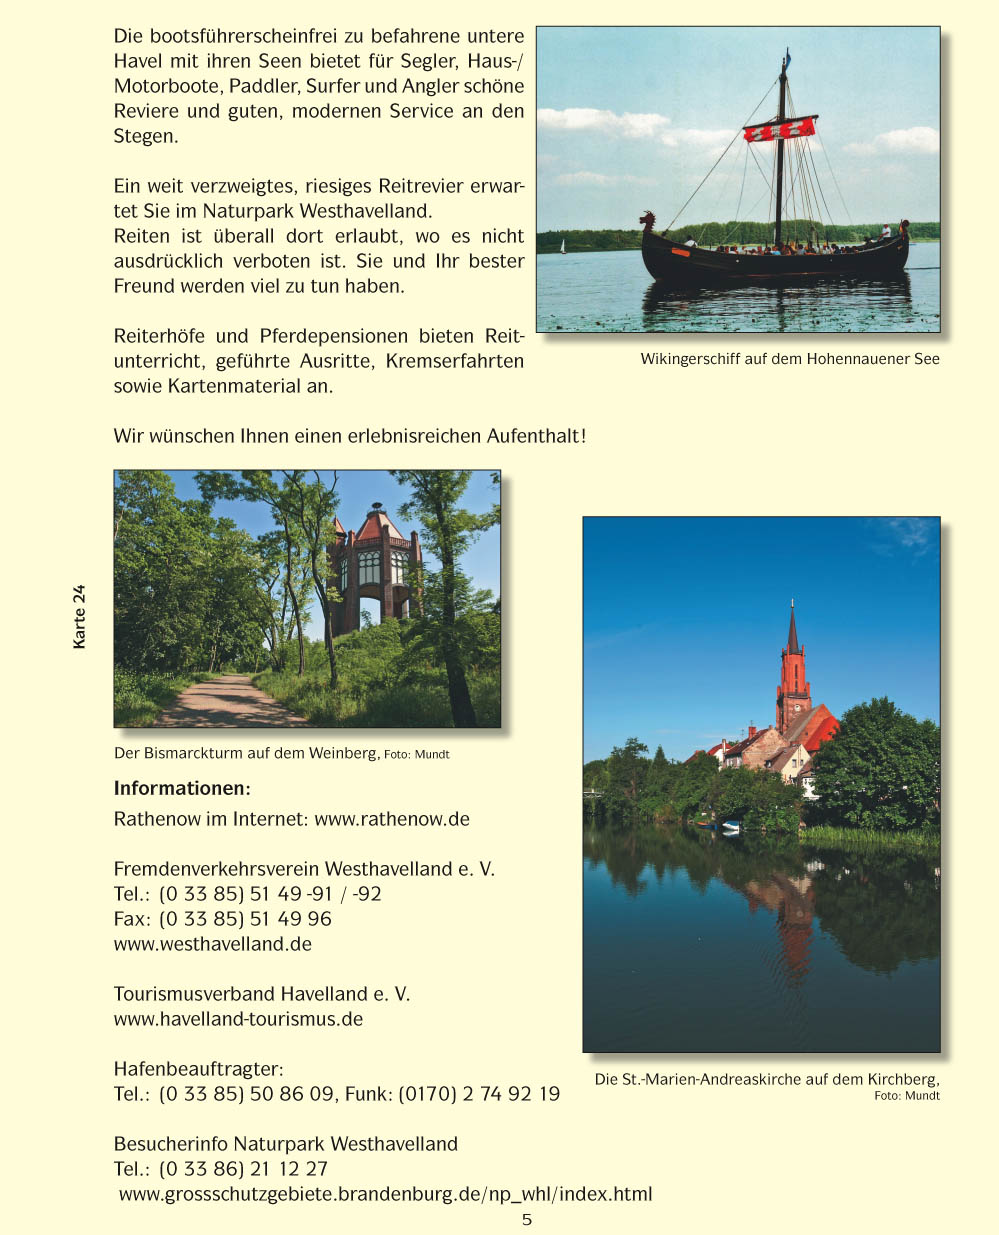 Die bootsführerscheinfrei zu befahrene untere
Havel mit ihren Seen bietet für Segler, Haus-/
Motorboote, Paddler, Surfer und Angler schöne
Reviere und guten, modernen Service an den
Stegen.
Ein weit verzweigtes, riesiges Reitrevier erwar-
tet Sie im Naturpark Westhavelland.
Reiten ist überall dort erlaubt, wo es nicht
ausdrücklich verboten ist. Sie und Ihr bester
Freund werden viel zu tun haben.
Reiterhöfe und Pferdepensionen bieten Reit-
unterricht, geführte Ausritte, Kremserfahrten
sowie Kartenmaterial an.
Wikingerschiff auf dem Hohennauener See
Wir wünschen Ihnen einen erlebnisreichen Aufenthalt!
Karte 24
Der Bismarckturm auf dem Weinberg, Foto: Mundt
Informationen:
Rathenow im Internet: www.rathenow.de
Fremdenverkehrsverein Westhavelland e. V.
Tel.: (0 33 85) 51 49 -91 / -92
Fax: (0 33 85) 51 49 96
www.westhavelland.de
Tourismusverband Havelland e. V.
www.havelland-tourismus.de
Hafenbeauftragter:
Tel.: (0 33 85) 50 86 09, Funk: (0170) 2 74 92 19
Die St.-Marien-Andreaskirche auf dem Kirchberg,
Foto: Mundt
Besucherinfo Naturpark Westhavelland
Tel.: (0 33 86) 21 12 27
www.grossschutzgebiete.brandenburg.de/np_whl/index.html
5